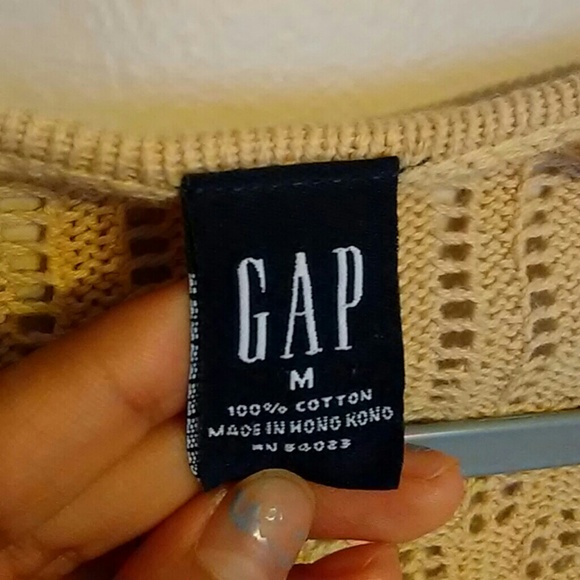 GAP
M
100% COTTON
MADE IN HONG KONG
RN 54023